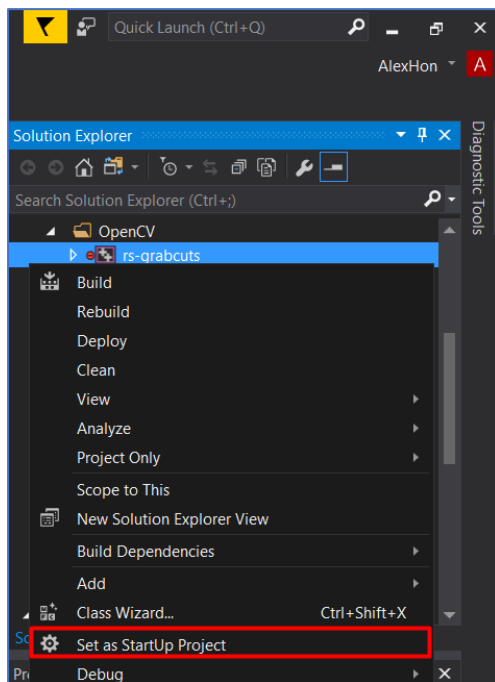 Quick Launch (Ctrl+Q)
AlexHon
A
Solution Explorer
Diagnostic Tools
Search Solution Explorer (Ctrl+;)
OpenCV
rs-grabcuts
Build
Rebuild
Deploy
Clean
View
Analyze
Project Only
Scope to This
New Solution Explorer View
Build Dependencies
Add
Class Wizard... Ctrl+Shift+X
Set as StartUp Project
Debug